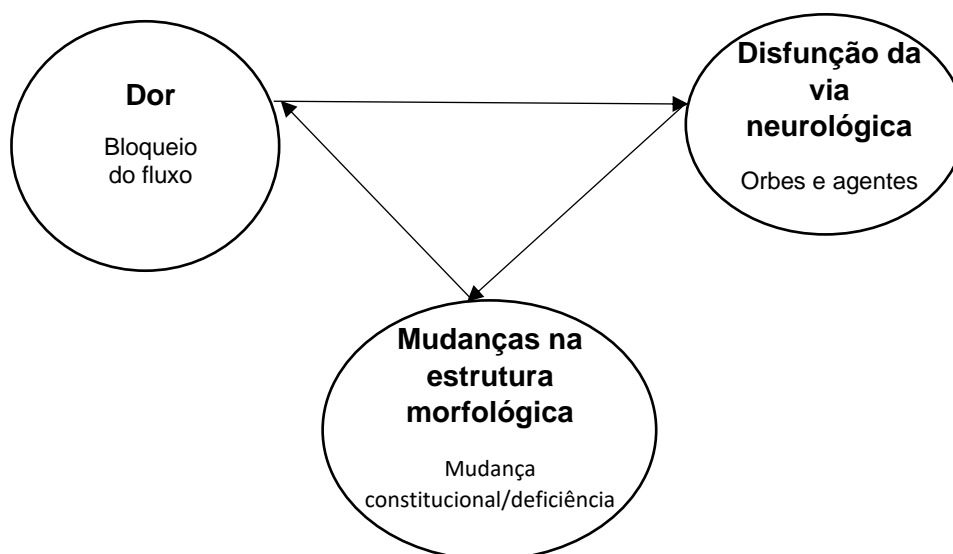 Dor
Bloqueio
do fluxo
Disfunção da
via
neurológica
Orbes e agentes
Mudanças na
estrutura
morfológica
Mudança
constitucional/deficiência